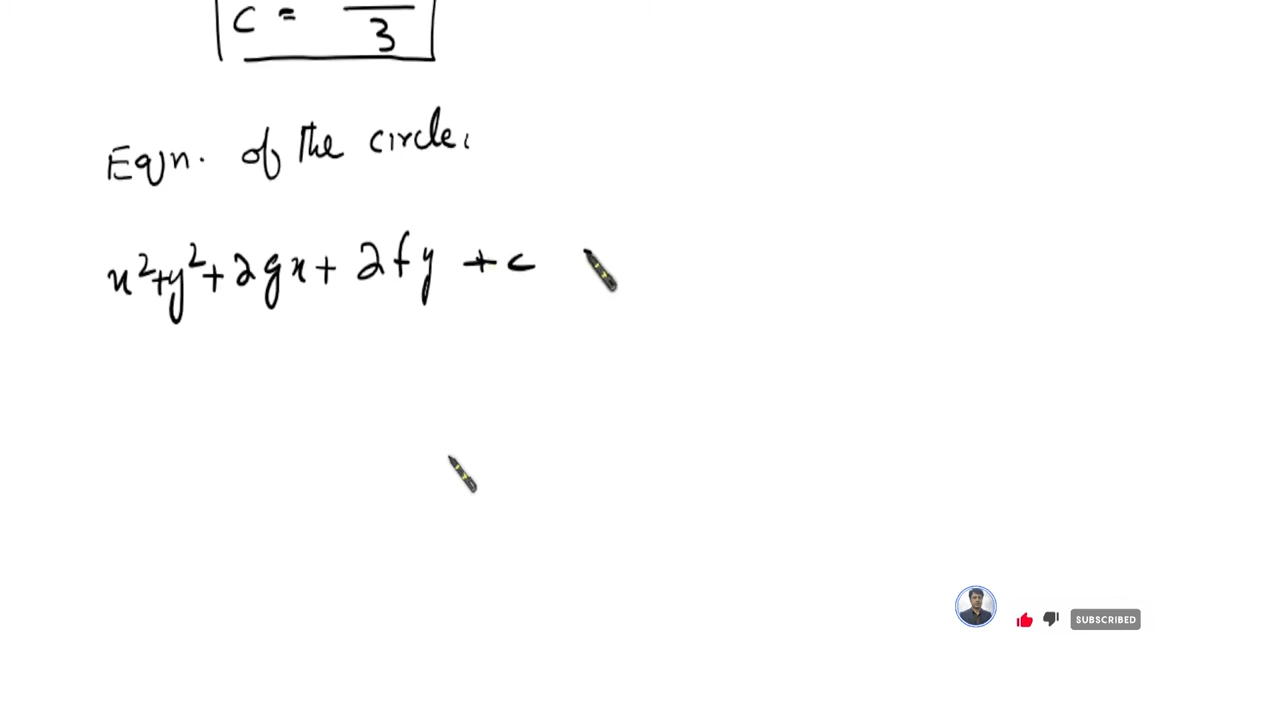 c = 3
Eqn. of the circle,
x²+y²+2gx+2fy +c
SUBSCRIBED